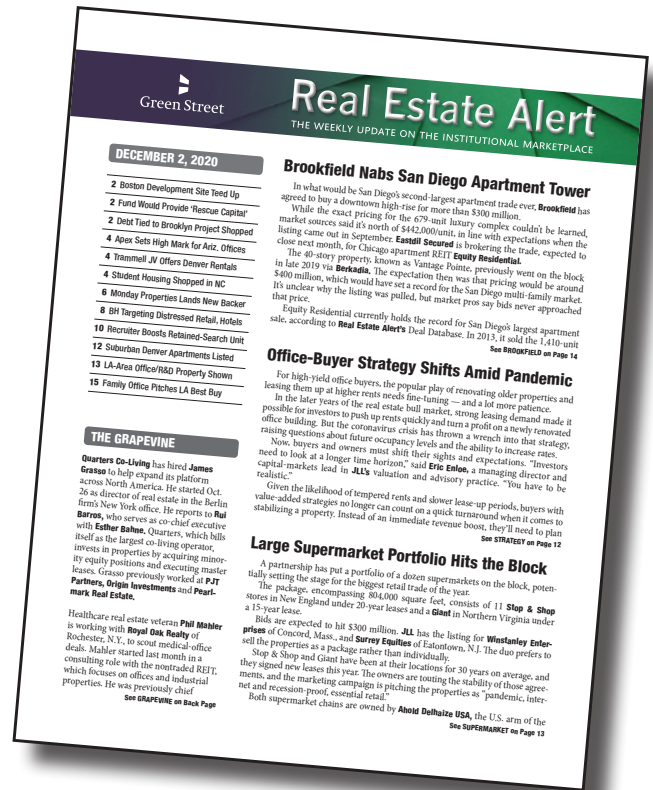 Green Street
Real Estate Alert
THE WEEKLY UPDATE ON THE INSTITUTIONAL MARKETPLACE
DECEMBER 2, 2020
2 Boston Development Site Teed Up
2 Fund Would Provide ‘Rescue Capital’
2 Debt Tied to Brooklyn Project Shopped
4 Apex Sets High Mark for Ariz. Offices
4 Trammell JV Offers Denver Rentals
4 Student Housing Shopped in NC
6 Monday Properties Lands New Backer
8 BH Targeting Distressed Retail, Hotels
10 Recruiter Boosts Retained-Search Unit
12 Suburban Denver Apartments Listed
13 LA-Area Office/R&D Property Shown
15 Family Office Pitches LA Best Buy
THE GRAPEVINE
Quarters Co-Living has hired James
Grasso to help expand its platform
across North America. He started Oct.
26 as director of real estate in the Berlin
firm’s New York office. He reports to Rui
Barros, who serves as co-chief executive
with Esther Bahne. Quarters, which bills
itself as the largest co-living operator,
invests in properties by acquiring minor-
ity equity positions and executing master
leases. Grasso previously worked at PJT
Partners, Origin Investments and Pearl-
mark Real Estate.
Healthcare real estate veteran Phil Mahler
is working with Royal Oak Realty of
Rochester, N.Y., to scout medical-office
deals. Mahler started last month in a
consulting role with the nontraded REIT,
which focuses on offices and industrial
properties. He was previously chief
See GRAPEVINE on Back Page
Brookfield Nabs San Diego Apartment Tower
In what would be San Diego’s second-largest apartment trade ever, Brookfield has
agreed to buy a downtown high-rise for more than $300 million.
While the exact pricing for the 679-unit luxury complex couldn’t be learned,
market sources said it’s north of $442,000/unit, in line with expectations when the
listing came out in September. Eastdil Secured is brokering the trade, expected to
close next month, for Chicago apartment REIT Equity Residential.
The 40-story property, known as Vantage Pointe, previously went on the block
in late 2019 via Berkadia. The expectation then was that pricing would be around
$400 million, which would have set a record for the San Diego multi-family market.
It’s unclear why the listing was pulled, but market pros say bids never approached
that price.
Equity Residential currently holds the record for San Diego’s largest apartment
sale, according to Real Estate Alert’s Deal Database. In 2013, it sold the 1,410-unit
See BROOKFIELD on Page 14
Office-Buyer Strategy Shifts Amid Pandemic
For high-yield office buyers, the popular play of renovating older properties and
leasing them up at higher rents needs fine-tuning — and a lot more patience.
In the later years of the real estate bull market, strong leasing demand made it
possible for investors to push up rents quickly and turn a profit on a newly renovated
office building. But the coronavirus crisis has thrown a wrench into that strategy,
raising questions about future occupancy levels and the ability to increase rates.
Now, buyers and owners must shift their sights and expectations. “Investors
need to look at a longer time horizon,” said Eric Enloe, a managing director and
capital-markets lead in JLL’s valuation and advisory practice. “You have to be
realistic.”
Given the likelihood of tempered rents and slower lease-up periods, buyers with
value-added strategies no longer can count on a quick turnaround when it comes to
stabilizing a property. Instead of an immediate revenue boost, they’ll need to plan
See STRATEGY on Page 12
Large Supermarket Portfolio Hits the Block
A partnership has put a portfolio of a dozen supermarkets on the block, poten-
tially setting the stage for the biggest retail trade of the year.
The package, encompassing 804,000 square feet, consists of 11 Stop & Shop
stores in New England under 20-year leases and a Giant in Northern Virginia under
a 15-year lease.
Bids are expected to hit $300 million. JLL has the listing for Winstanley Enter-
prises of Concord, Mass., and Surrey Equities of Eatontown, N.J. The duo prefers to
sell the properties as a package rather than individually.
Stop & Shop and Giant have been at their locations for 30 years on average, and
they signed new leases this year. The owners are touting the stability of those agree-
ments, and the marketing campaign is pitching the properties as “pandemic, inter-
net and recession-proof, essential retail.”
Both supermarket chains are owned by Ahold Delhaize USA, the U.S. arm of the
See SUPERMARKET on Page 13